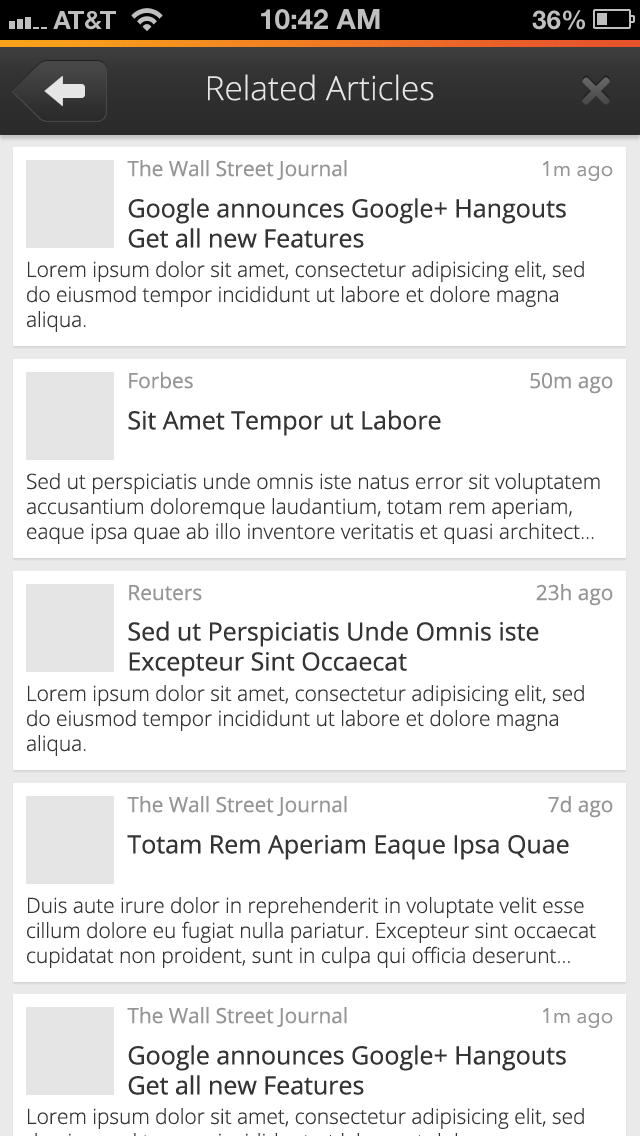 AT&T 10:42 AM 36%
Related Articles
The Wall Street Journal 1m ago
Google announces Google+ Hangouts
Get all new Features
Lorem ipsum dolor sit amet, consectetur adipisicing elit, sed
do eiusmod tempor incididunt ut labore et dolore magna
aliqua.
Forbes 50m ago
Sit Amet Tempor ut Labore
Sed ut perspiciatis unde omnis iste natus error sit voluptatem
accusantium doloremque laudantium, totam rem aperiam,
eaque ipsa quae ab illo inventore veritatis et quasi architect...
Reuters 23h ago
Sed ut Perspiciatis Unde Omnis iste
Excepteur Sint Occaecat
Lorem ipsum dolor sit amet, consectetur adipisicing elit, sed
do eiusmod tempor incididunt ut labore et dolore magna
aliqua.
The Wall Street Journal 7d ago
Totam Rem Aperiam Eaque Ipsa Quae
Duis aute irure dolor in reprehenderit in voluptate velit esse
cillum dolore eu fugiat nulla pariatur. Excepteur sint occaecat
cupidatat non proident, sunt in culpa qui officia deserunt...
The Wall Street Journal 1m ago
Google announces Google+ Hangouts
Get all new Features
Lorem ipsum dolor sit amet, consectetur adipisicing elit, sed